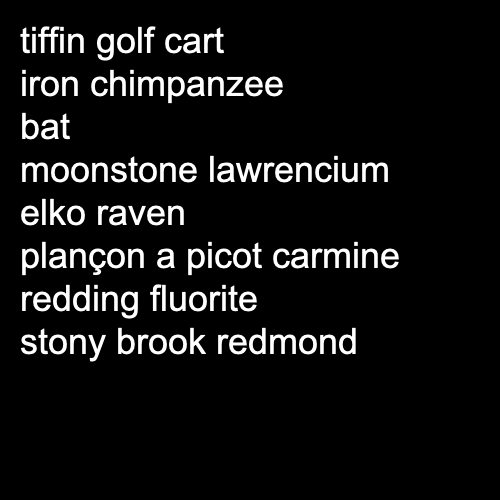 tiffin golf cart
iron chimpanzee
bat
moonstone lawrencium
elko raven
plançon a picot carmine
redding fluorite
stony brook redmond